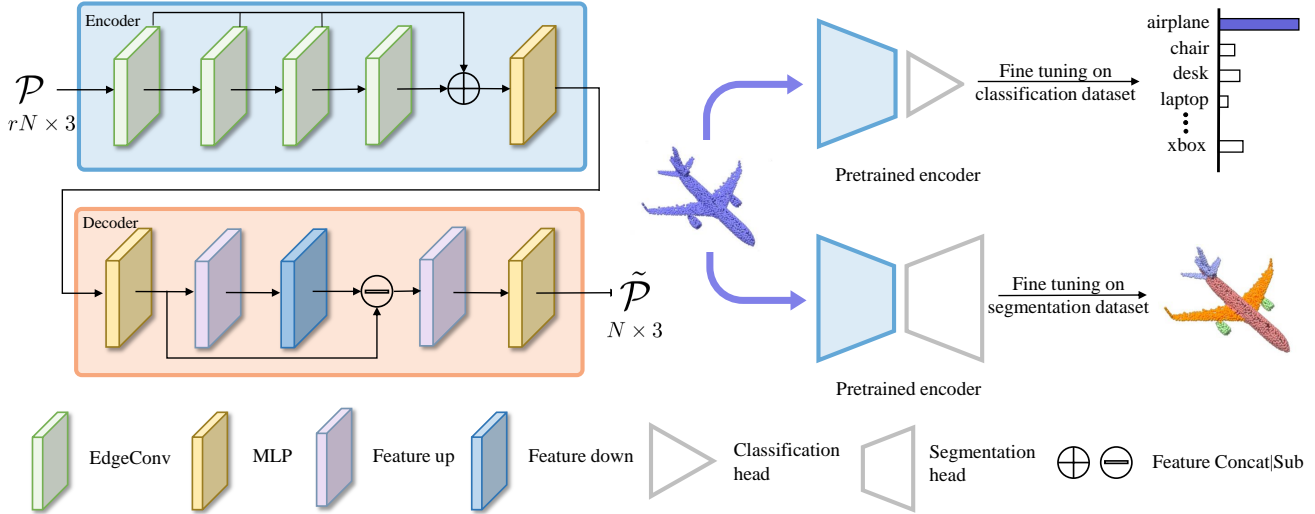 Encoder
𝒫
rN × 3
Decoder
𝒫̃
N × 3
Pretrained encoder
Fine tuning on
classification dataset
airplane
chair
desk
laptop
xbox
Pretrained encoder
Fine tuning on
segmentation dataset
EdgeConv
MLP
Feature up
Feature down
Classification
head
Segmentation
head
Feature Concat|Sub